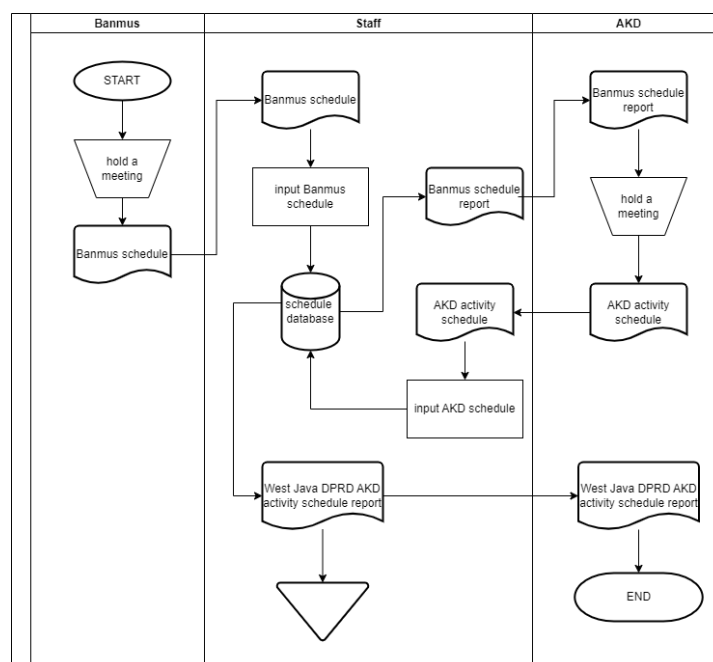 Banmus
Staff
AKD
START
hold a
meeting
Banmus schedule
Banmus schedule
input Banmus
schedule
schedule
database
Banmus schedule
report
Banmus schedule
report
hold a
meeting
AKD activity
schedule
AKD activity
schedule
input AKD schedule
West Java DPRD AKD
activity schedule report
West Java DPRD AKD
activity schedule report
END